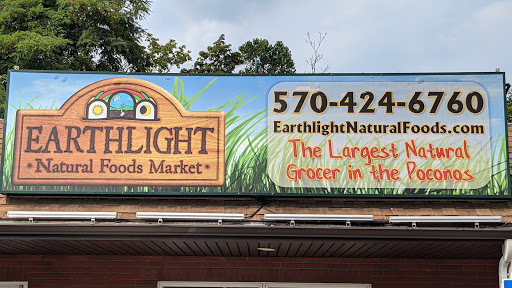 EARTHLIGHT
• Natural Foods Market •
570-424-6760
EarthlightNaturalFoods.com
The Largest Natural
Grocer in the Poconos